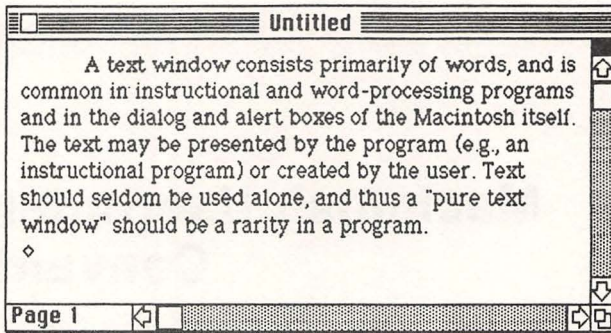 Untitled
A text window consists primarily of words, and is
common in instructional and word-processing programs
and in the dialog and alert boxes of the Macintosh itself.
The text may be presented by the program (e.g., an
instructional program) or created by the user. Text
should seldom be used alone, and thus a "pure text
window" should be a rarity in a program.
Page 1